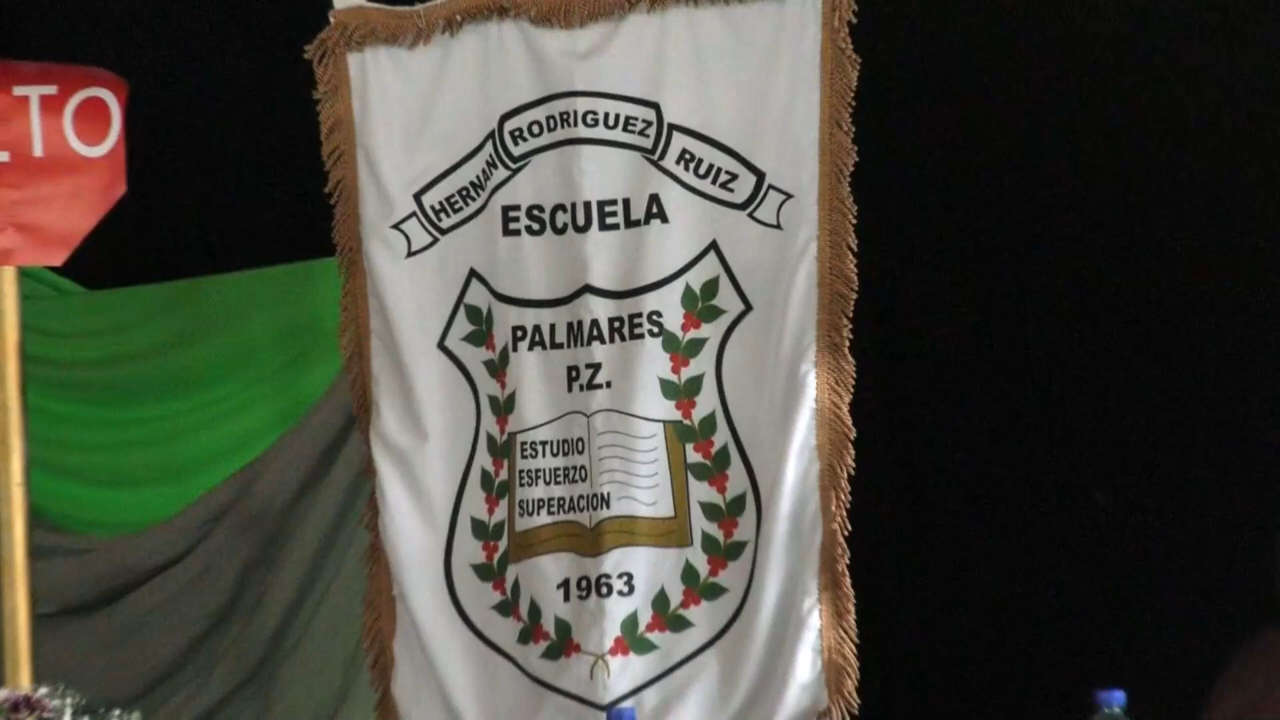 LTO
HERNAN RODRIGUEZ RUIZ
ESCUELA
PALMARES
P.Z.
ESTUDIO
ESFUERZO
SUPERACION
1963